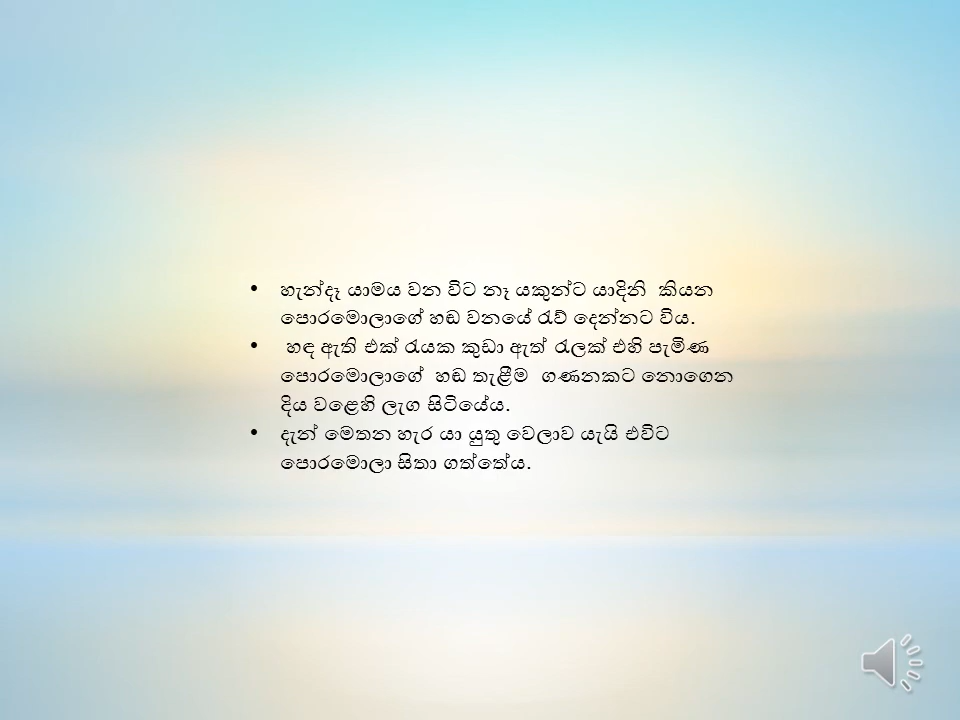 • හැන්දෑ යාමය වන විට නෑ යකුන්ට යාදිනි කියන
පොරමොලාගේ හඬ වනයේ රැව් දෙන්නට විය.
• හඳ ඇති එක් රැයක කුඩා ඇත් රැලක් එහි පැමිණ
පොරමොලාගේ හඬ තැළීම ගණනකට නොගෙන
දිය වළෙහි ලැග සිටියේය.
• දැන් මෙතන හැර යා යුතු වෙලාව යැයි එවිට
පොරමොලා සිතා ගත්තේය.